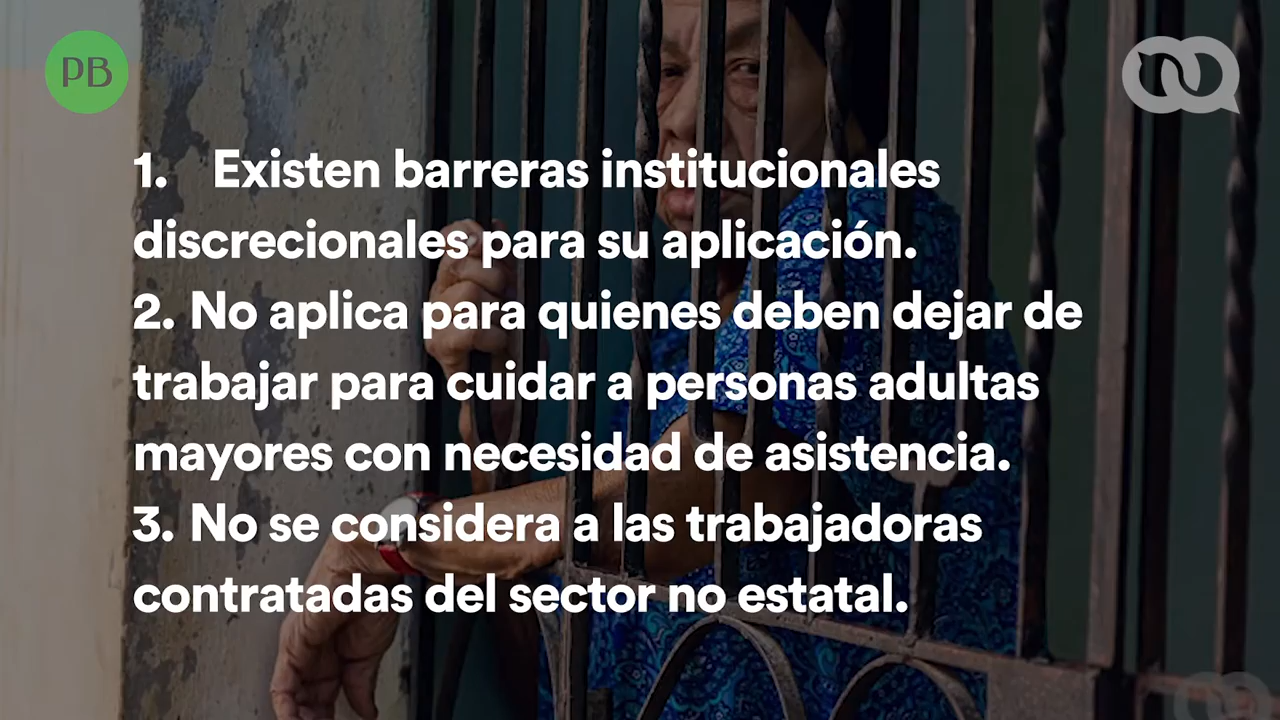 PB
1. Existen barreras institucionales
discrecionales para su aplicación.
2. No aplica para quienes deben dejar de
trabajar para cuidar a personas adultas
mayores con necesidad de asistencia.
3. No se considera a las trabajadoras
contratadas del sector no estatal.